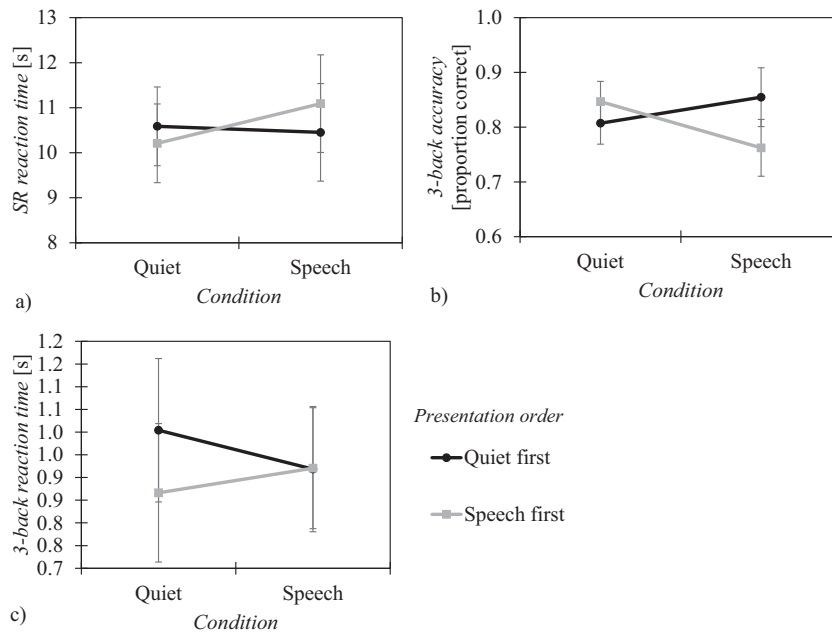 SR reaction time [s]
13
12
11
10
9
8
Quiet
Speech
Condition
a)
3-back accuracy
[proportion correct]
1.0
0.9
0.8
0.7
0.6
Quiet
Speech
Condition
b)
3-back reaction time [s]
1.2
1.2
1.1
1.1
1.0
1.0
0.9
0.9
0.8
0.8
0.7
Quiet
Speech
Condition
c)
Presentation order
Quiet first
Speech first